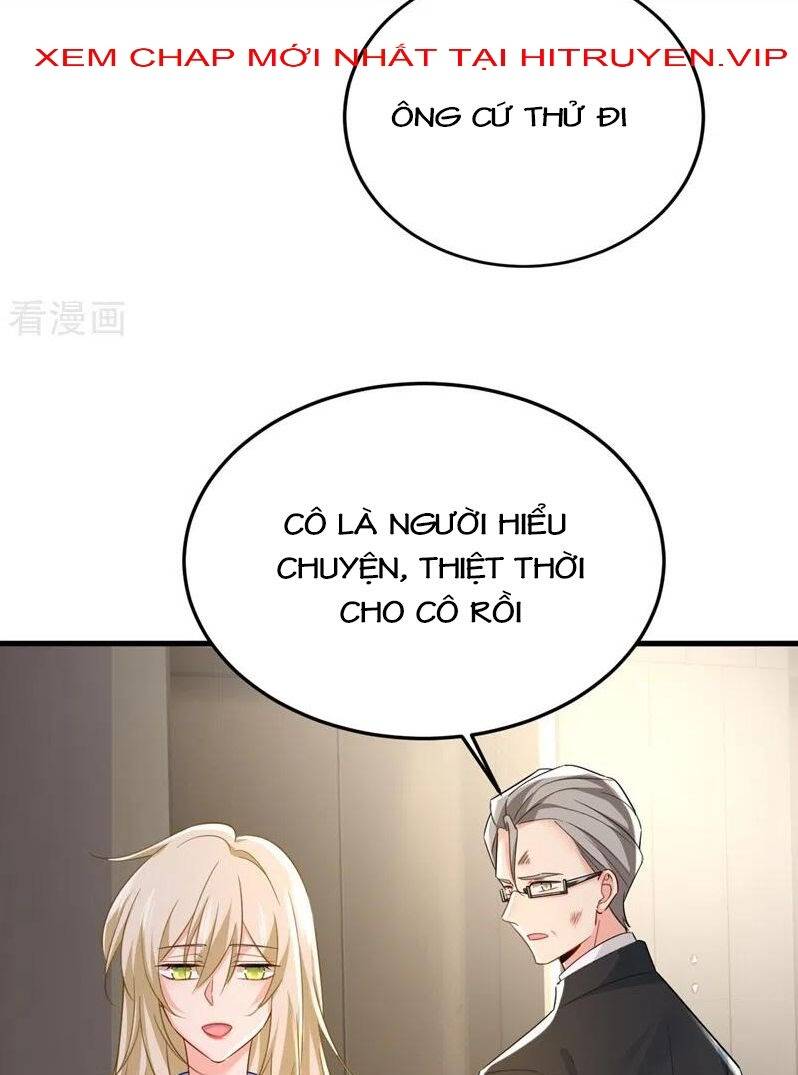 XEM CHAP MỚI NHẤT TẠI HITRUYEN.VIP
ÔNG CỨ THỬ ĐI
看漫画
CÔ LÀ NGƯỜI HIỂU
CHUYỆN, THIỆT THỜI
CHO CÔ RỒI